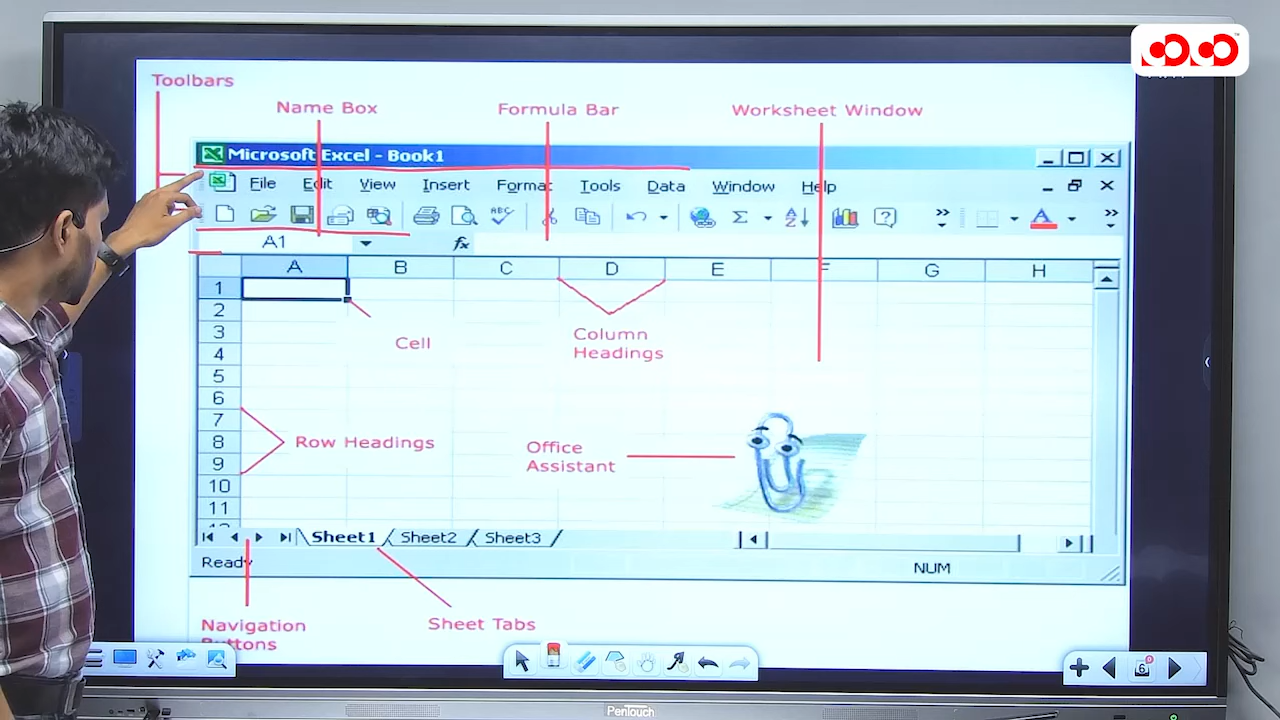 Toolbars
Name Box
Formula Bar
Worksheet Window
Microsoft Excel - Book1
File Edit View Insert Format Tools Data Window Help
ABC
A1 fx
A B C D E F G H
1
2
3
4
5
6
7
8
9
10
11
Cell
Column
Headings
Row Headings
Office
Assistant
Sheet1 Sheet2 Sheet3
Ready NUM
Navigation
Buttons
Sheet Tabs
PenTouch